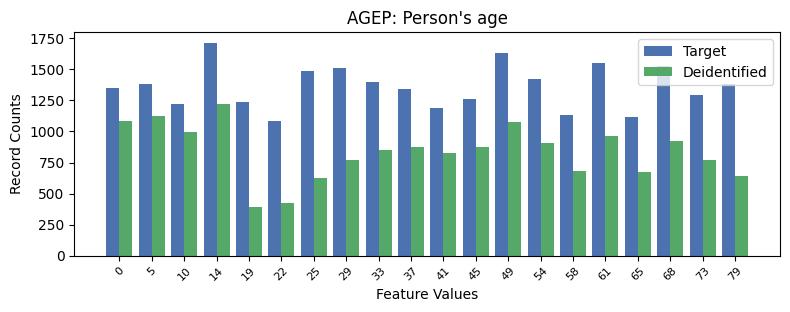 AGEP: Person's age
Target
Deidentified
Record Counts
1750
1500
1250
1000
750
500
250
0
0 5 10 14 19 22 25 29 33 37 41 45 49 54 58 61 65 68 73 79
Feature Values